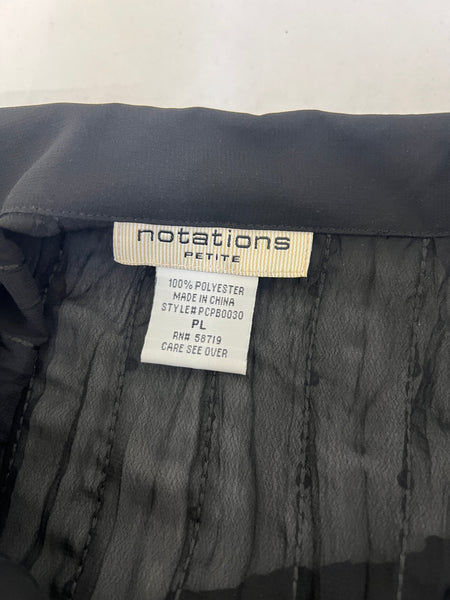 notations
PETITE
100% POLYESTER
MADE IN CHINA
STYLE# PCPB0030
PL
RN# 58719
CARE SEE OVER